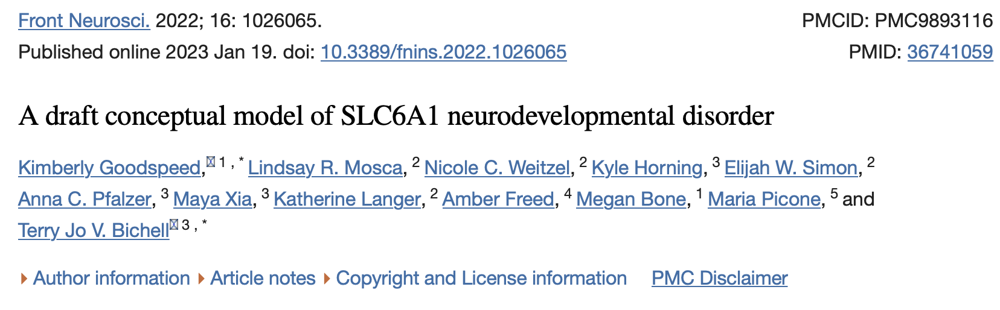 Front Neurosci. 2022; 16: 1026065. PMCID: PMC9893116
Published online 2023 Jan 19. doi: 10.3389/fnins.2022.1026065 PMID: 36741059
A draft conceptual model of SLC6A1 neurodevelopmental disorder
Kimberly Goodspeed, 1 , * Lindsay R. Mosca, 2 Nicole C. Weitzel, 2 Kyle Horning, 3 Elijah W. Simon, 2
Anna C. Pfalzer, 3 Maya Xia, 3 Katherine Langer, 2 Amber Freed, 4 Megan Bone, 1 Maria Picone, 5 and
Terry Jo V. Bichell 3 , *
Author information Article notes Copyright and License information PMC Disclaimer